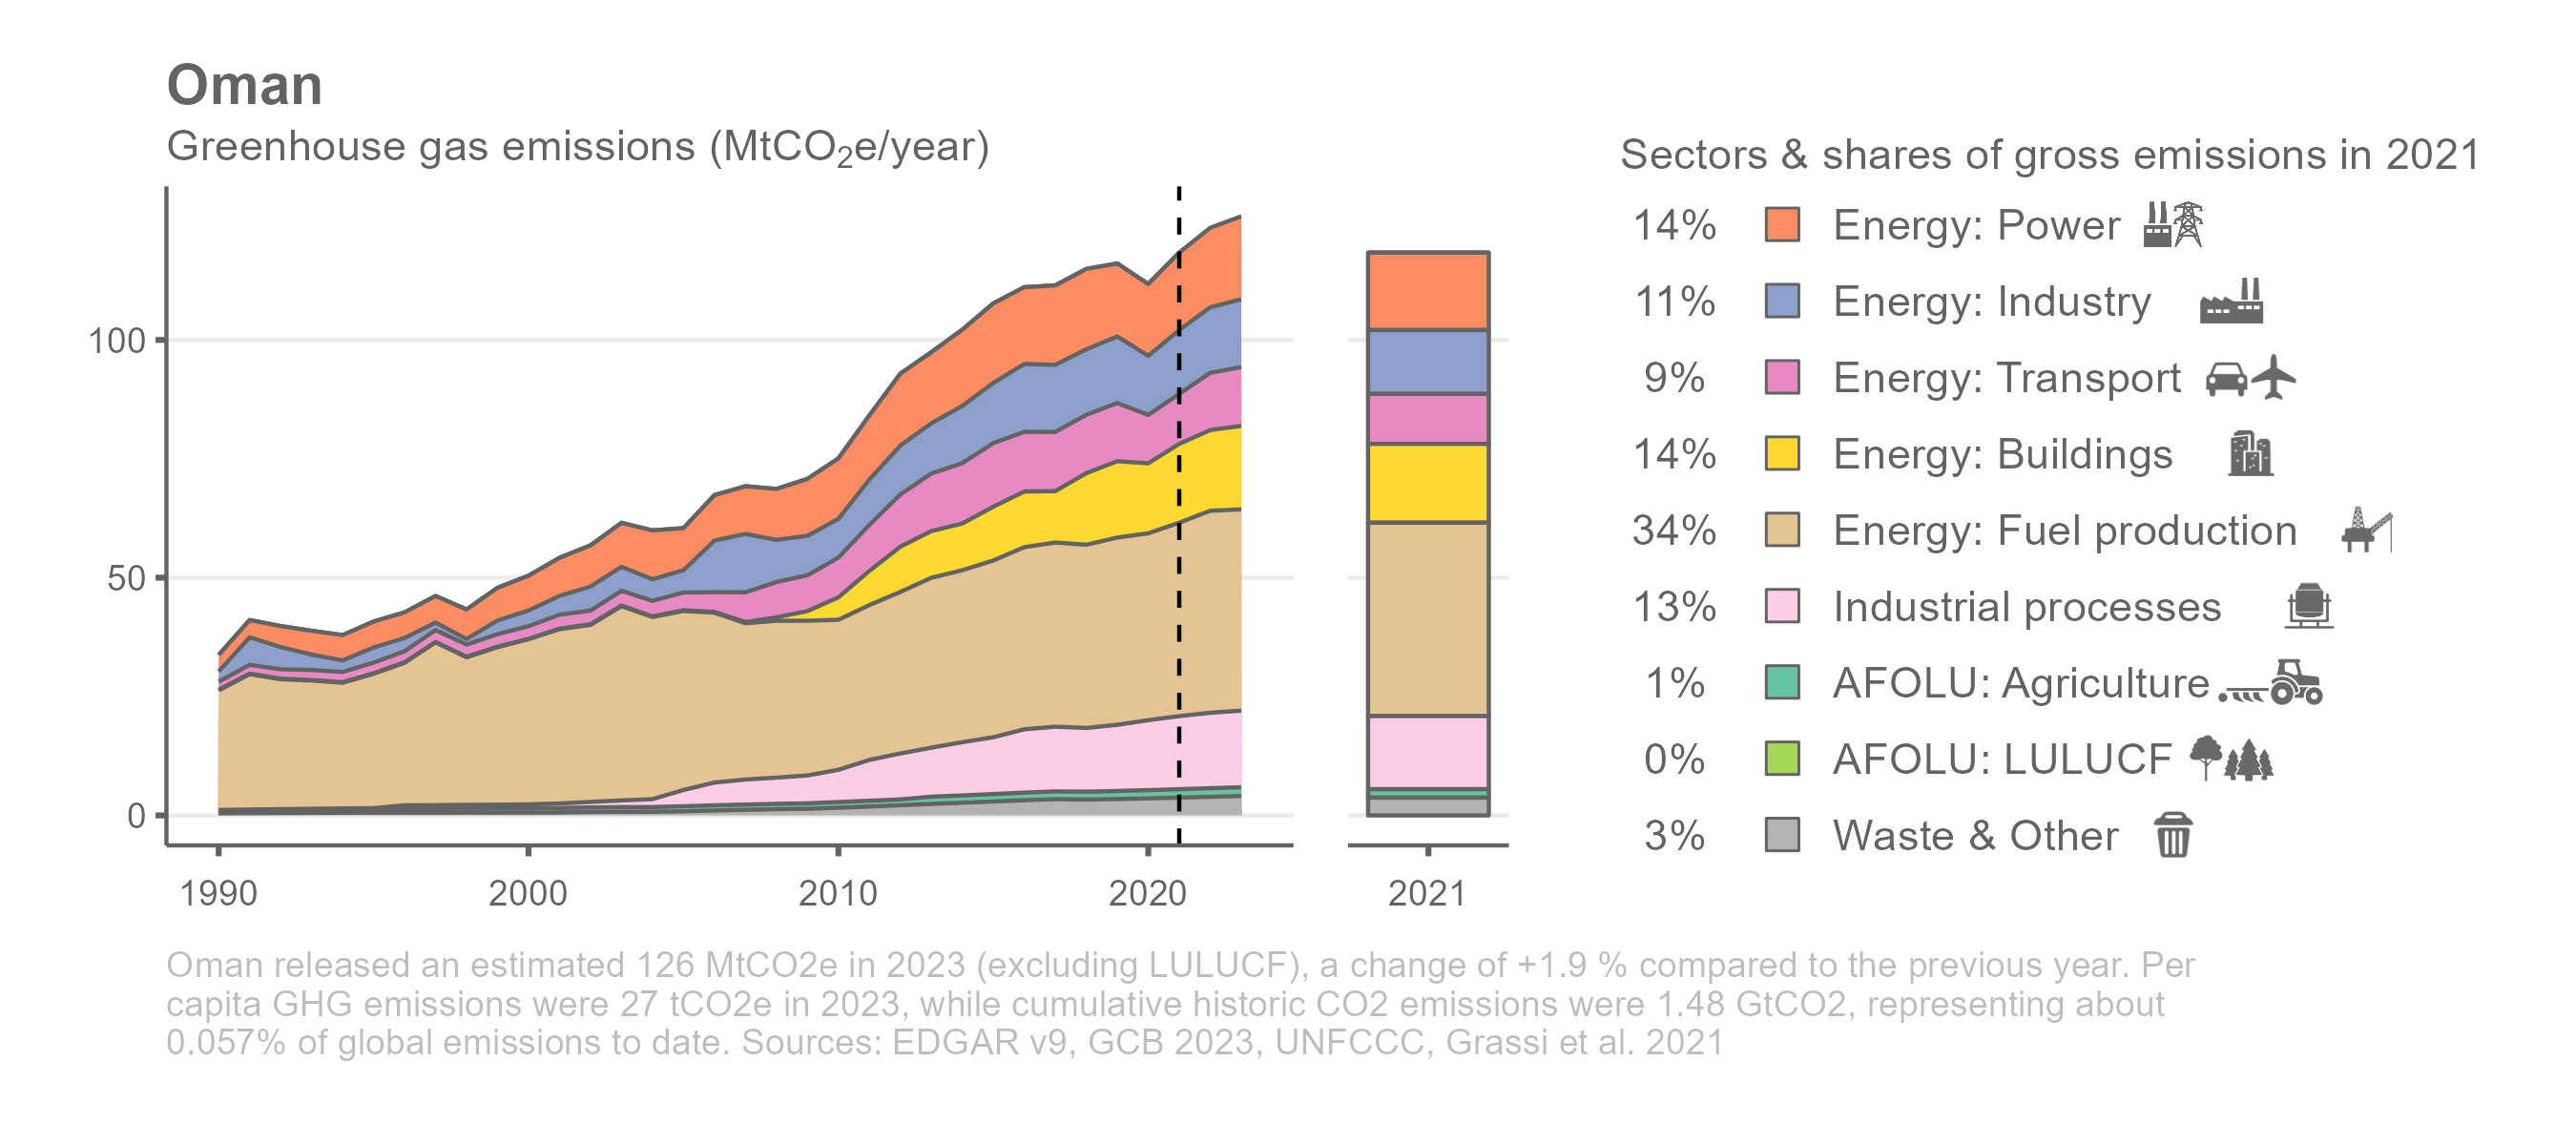 Oman
Greenhouse gas emissions (MtCO₂e/year)
Sectors & shares of gross emissions in 2021
14% Energy: Power
11% Energy: Industry
9% Energy: Transport
14% Energy: Buildings
34% Energy: Fuel production
13% Industrial processes
1% AFOLU: Agriculture
0% AFOLU: LULUCF
3% Waste & Other
100
50
0
1990 2000 2010 2020 2021
Oman released an estimated 126 MtCO2e in 2023 (excluding LULUCF), a change of +1.9 % compared to the previous year. Per
capita GHG emissions were 27 tCO2e in 2023, while cumulative historic CO2 emissions were 1.48 GtCO2, representing about
0.057% of global emissions to date. Sources: EDGAR v9, GCB 2023, UNFCCC, Grassi et al. 2021